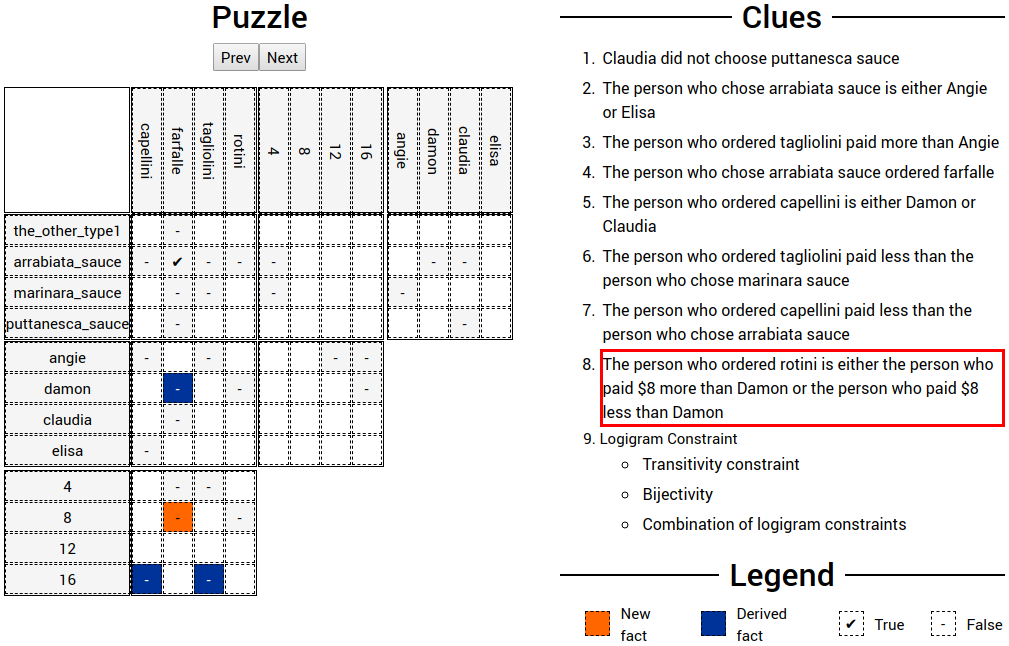 Puzzle
Prev Next
capellini farfalle tagliolini rotini 4 8 12 16 angie damon claudia elisa
the_other_type1 -
arrabiata_sauce - ✔ - - - - -
marinara_sauce - - - -
puttanesca_sauce - -
angie - - - -
damon - - -
claudia -
elisa -
4 - -
8 - -
12
16 - -
Clues
1. Claudia did not choose puttanesca sauce
2. The person who chose arrabiata sauce is either Angie
or Elisa
3. The person who ordered tagliolini paid more than Angie
4. The person who chose arrabiata sauce ordered farfalle
5. The person who ordered capellini is either Damon or
Claudia
6. The person who ordered tagliolini paid less than the
person who chose marinara sauce
7. The person who ordered capellini paid less than the
person who chose arrabiata sauce
8. The person who ordered rotini is either the person who
paid $8 more than Damon or the person who paid $8
less than Damon
9. Logigram Constraint
Transitivity constraint
Bijectivity
Combination of logigram constraints
Legend
New
fact
Derived
fact
✔ True
- False